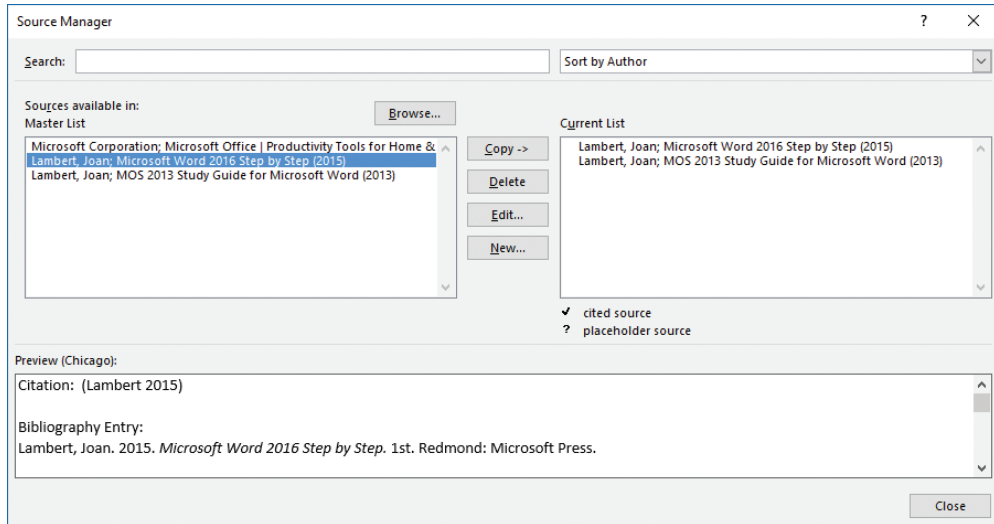 Source Manager
Search:
Sort by Author
Sources available in:
Master List
Browse...
Current List
Microsoft Corporation; Microsoft Office | Productivity Tools for Home &
Lambert, Joan; Microsoft Word 2016 Step by Step (2015)
Lambert, Joan; MOS 2013 Study Guide for Microsoft Word (2013)
Copy ->
Delete
Edit...
New...
Lambert, Joan; Microsoft Word 2016 Step by Step (2015)
Lambert, Joan; MOS 2013 Study Guide for Microsoft Word (2013)
✓ cited source
? placeholder source
Preview (Chicago):
Citation: (Lambert 2015)
Bibliography Entry:
Lambert, Joan. 2015. Microsoft Word 2016 Step by Step. 1st. Redmond: Microsoft Press.
Close